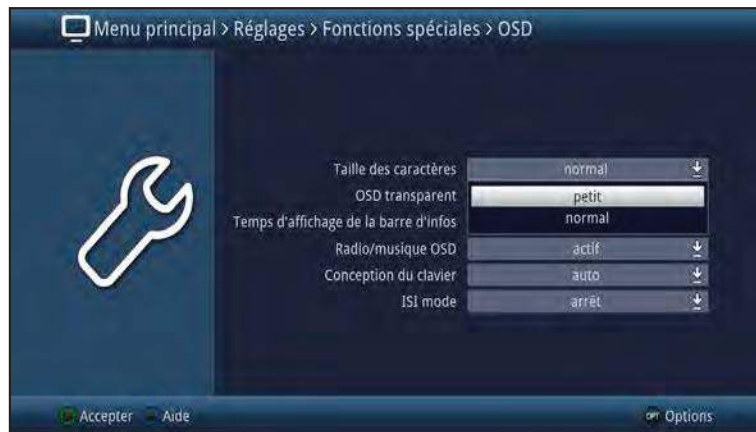 Menu principal > Réglages > Fonctions spéciales > OSD
Taille des caractères normal
OSD transparent petit
Temps d'affichage de la barre d'infos normal
Radio/musique OSD actif
Conception du clavier auto
ISI mode arrêt
Accepter Aide OPT Options